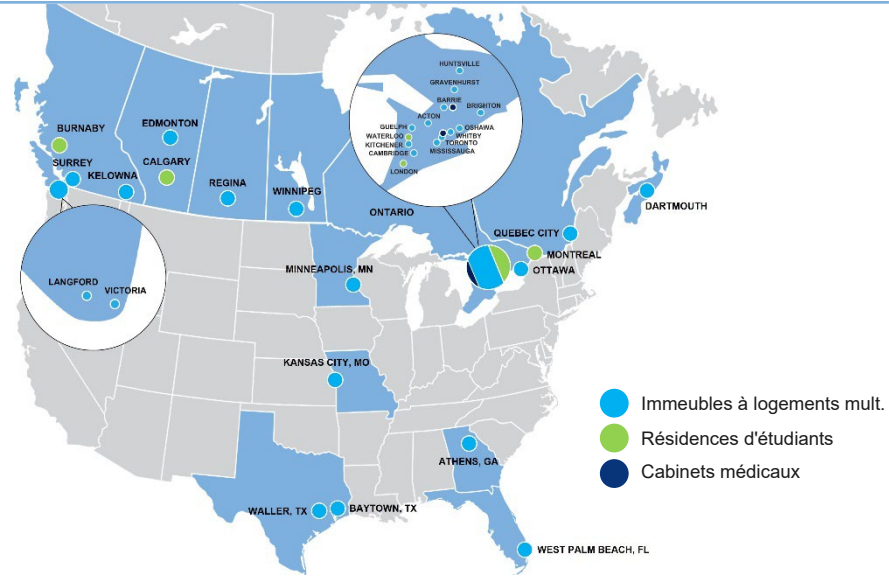 HUNTSVILLE
GRAVENHURST
BARRIE
BRIGHTON
ACTON
GUELPH
OSHAWA
WATERLOO
WHITBY
KITCHENER
TORONTO
CAMBRIDGE
MISSISSAUGA
LONDON
BURNABY
EDMONTON
SURREY
CALGARY
KELOWNA
REGINA
WINNIPEG
ONTARIO
DARTMOUTH
QUEBEC CITY
MONTREAL
OTTAWA
LANGFORD
VICTORIA
MINNEAPOLIS, MN
KANSAS CITY, MO
ATHENS, GA
WALLER, TX
BAYTOWN, TX
WEST PALM BEACH, FL
Immeubles à logements mult.
Résidences d'étudiants
Cabinets médicaux